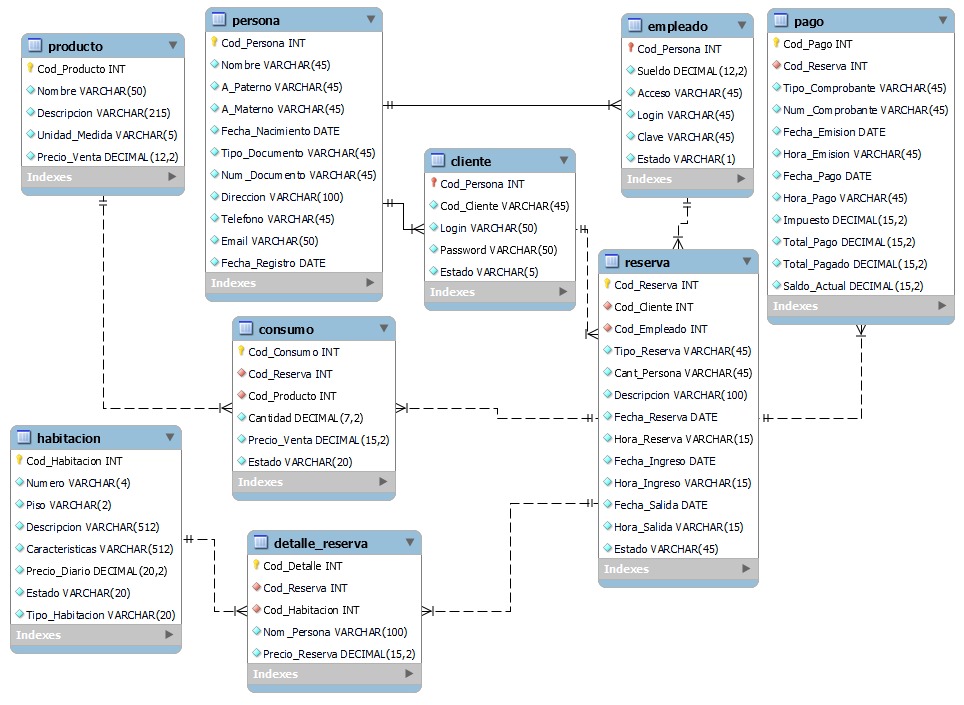 producto
Cod_Producto INT
Nombre VARCHAR(50)
Descripcion VARCHAR(215)
Unidad_Medida VARCHAR(5)
Precio_Venta DECIMAL(12,2)
Indexes
persona
Cod_Persona INT
Nombre VARCHAR(45)
A_Paterno VARCHAR(45)
A_Materno VARCHAR(45)
Fecha_Nacimiento DATE
Tipo_Documento VARCHAR(45)
Num_Documento VARCHAR(45)
Direccion VARCHAR(100)
Telefono VARCHAR(45)
Email VARCHAR(50)
Fecha_Registro DATE
Indexes
empleado
Cod_Persona INT
Sueldo DECIMAL(12,2)
Acceso VARCHAR(45)
Login VARCHAR(45)
Clave VARCHAR(45)
Estado VARCHAR(1)
Indexes
pago
Cod_Pago INT
Cod_Reserva INT
Tipo_Comprobante VARCHAR(45)
Num_Comprobante VARCHAR(45)
Fecha_Emision DATE
Hora_Emision VARCHAR(45)
Fecha_Pago DATE
Hora_Pago VARCHAR(45)
Impuesto DECIMAL(15,2)
Total_Pago DECIMAL(15,2)
Total_Pagado DECIMAL(15,2)
Saldo_Actual DECIMAL(15,2)
Indexes
cliente
Cod_Persona INT
Cod_Cliente VARCHAR(45)
Login VARCHAR(50)
Password VARCHAR(50)
Estado VARCHAR(5)
Indexes
reserva
Cod_Reserva INT
Cod_Cliente INT
Cod_Empleado INT
Tipo_Reserva VARCHAR(45)
Cant_Persona VARCHAR(45)
Descripcion VARCHAR(100)
Fecha_Reserva DATE
Hora_Reserva VARCHAR(15)
Fecha_Ingreso DATE
Hora_Ingreso VARCHAR(15)
Fecha_Salida DATE
Hora_Salida VARCHAR(15)
Estado VARCHAR(45)
Indexes
consumo
Cod_Consumo INT
Cod_Reserva INT
Cod_Producto INT
Cantidad DECIMAL(7,2)
Precio_Venta DECIMAL(15,2)
Estado VARCHAR(20)
Indexes
habitacion
Cod_Habitacion INT
Numero VARCHAR(4)
Piso VARCHAR(2)
Descripcion VARCHAR(512)
Caracteristicas VARCHAR(512)
Precio_Diario DECIMAL(20,2)
Estado VARCHAR(20)
Tipo_Habitacion VARCHAR(20)
Indexes
detalle_reserva
Cod_Detalle INT
Cod_Reserva INT
Cod_Habitacion INT
Nom_Persona VARCHAR(100)
Precio_Reserva DECIMAL(15,2)
Indexes